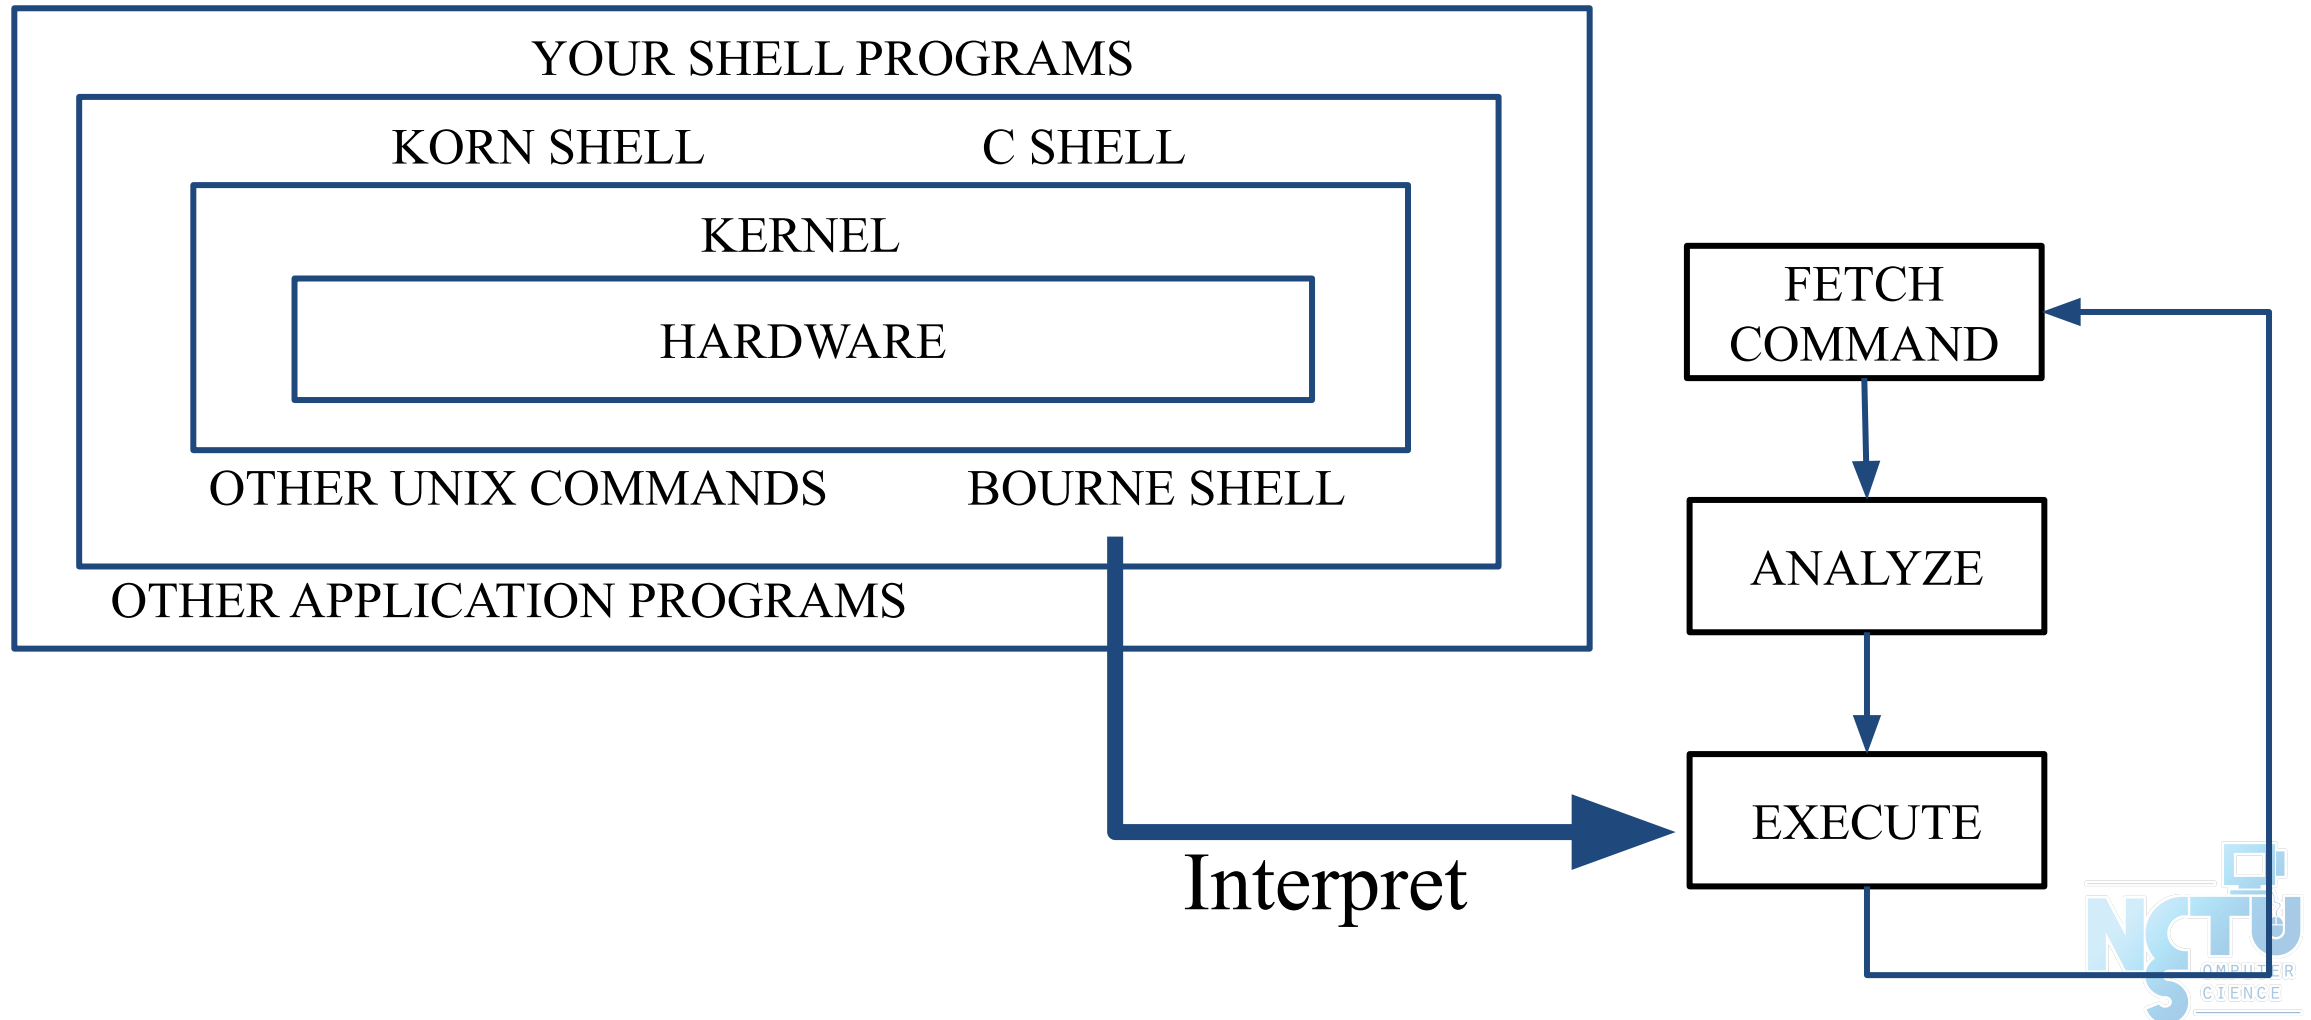 YOUR SHELL PROGRAMS
KORN SHELL C SHELL
KERNEL
HARDWARE
OTHER UNIX COMMANDS BOURNE SHELL
OTHER APPLICATION PROGRAMS
Interpret
FETCH
COMMAND
ANALYZE
EXECUTE
NCTU
OMPUTER
CIENCE